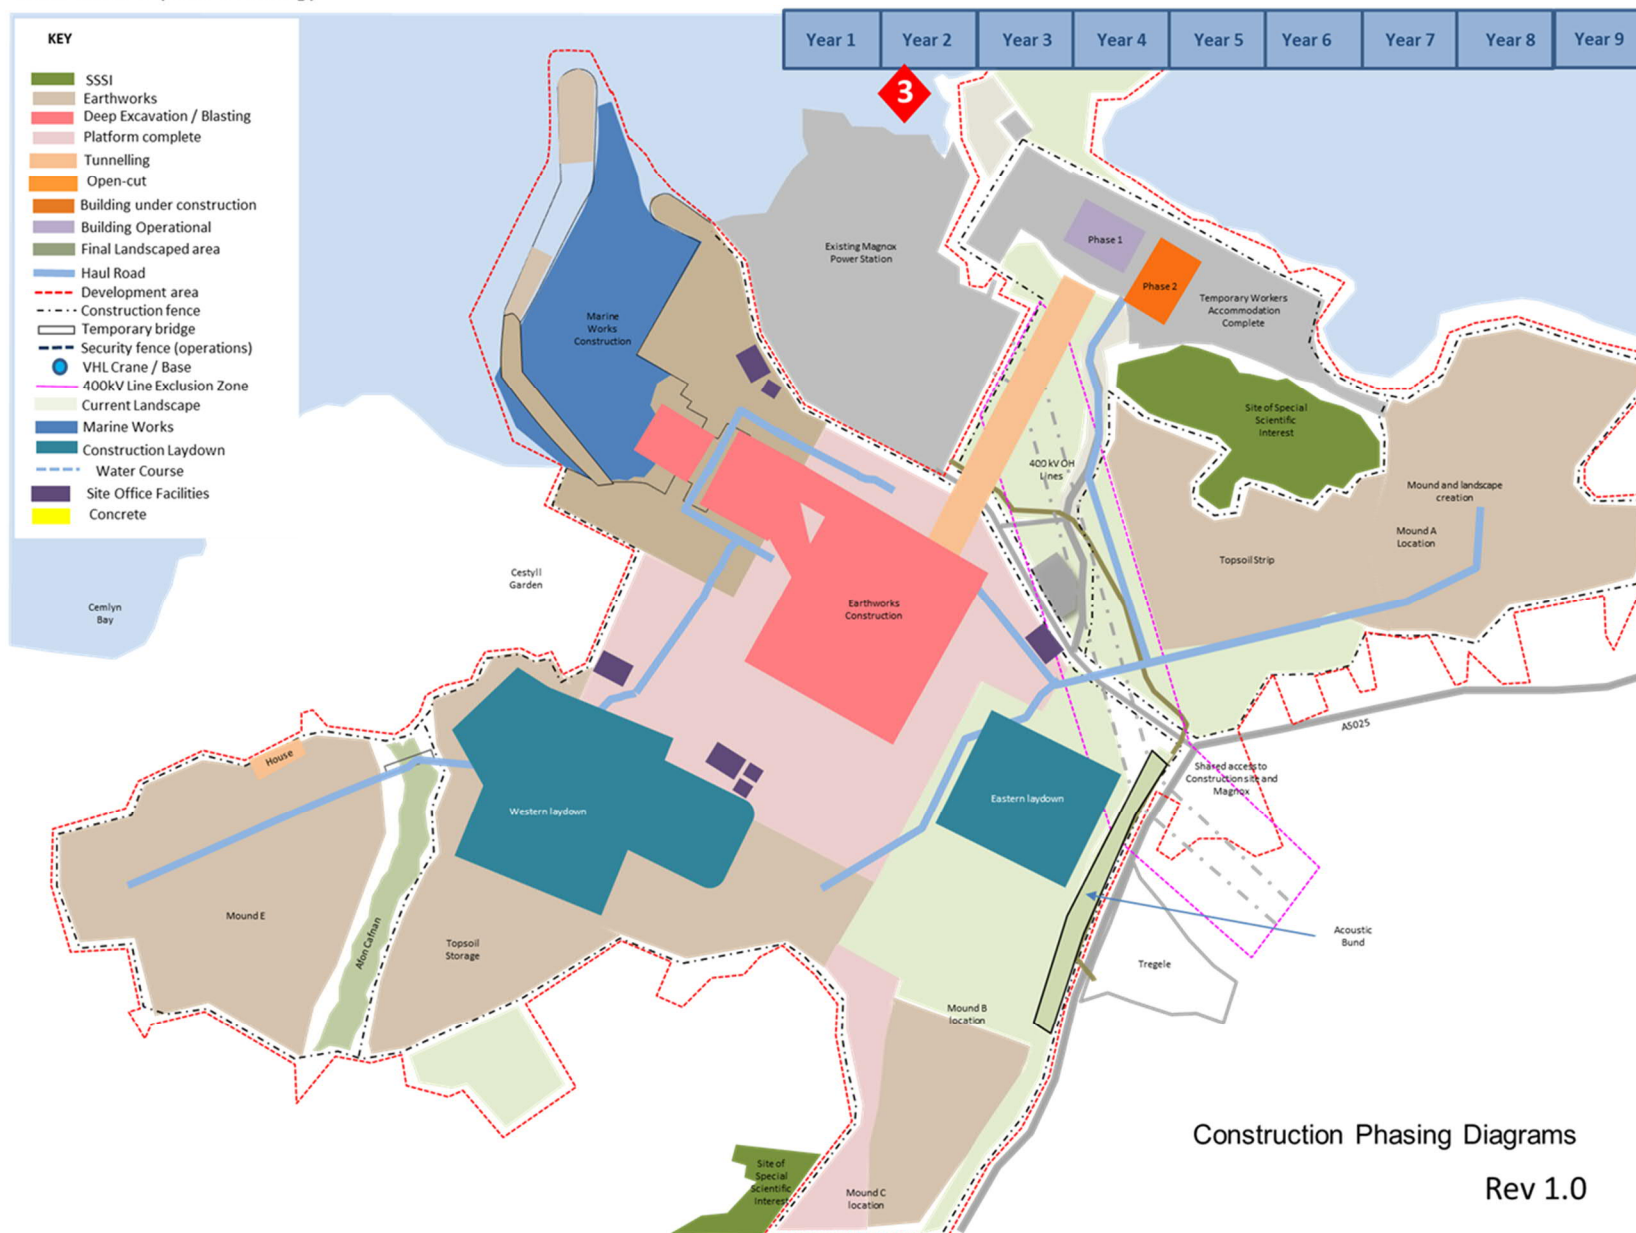 KEY
SSSI
Earthworks
Deep Excavation / Blasting
Platform complete
Tunnelling
Open-cut
Building under construction
Building Operational
Final Landscaped area
Haul Road
Development area
Construction fence
Temporary bridge
Security fence (operations)
VHL Crane / Base
400kV Line Exclusion Zone
Current Landscape
Marine Works
Construction Laydown
Water Course
Site Office Facilities
Concrete
Year 1
Year 2
Year 3
Year 4
Year 5
Year 6
Year 7
Year 8
Year 9
3
Existing Magnox
Power Station
Phase 1
Phase 2
Temporary Workers
Accommodation
Complete
Marine
Works
Construction
Site of Special
Scientific
Interest
400 kV OH
Lines
Mound and landscape
creation
Mound A
Location
Topsoil Strip
Cestyll
Garden
Cemlyn
Bay
Earthworks
Construction
A5025
House
Shared access to
Construction site and
Magnox
Western laydown
Eastern laydown
Mound E
Afon Cafnan
Topsoil
Storage
Acoustic
Bund
Tregele
Mound B
location
Site of
Special
Scientific
Interest
Mound C
location
Construction Phasing Diagrams
Rev 1.0